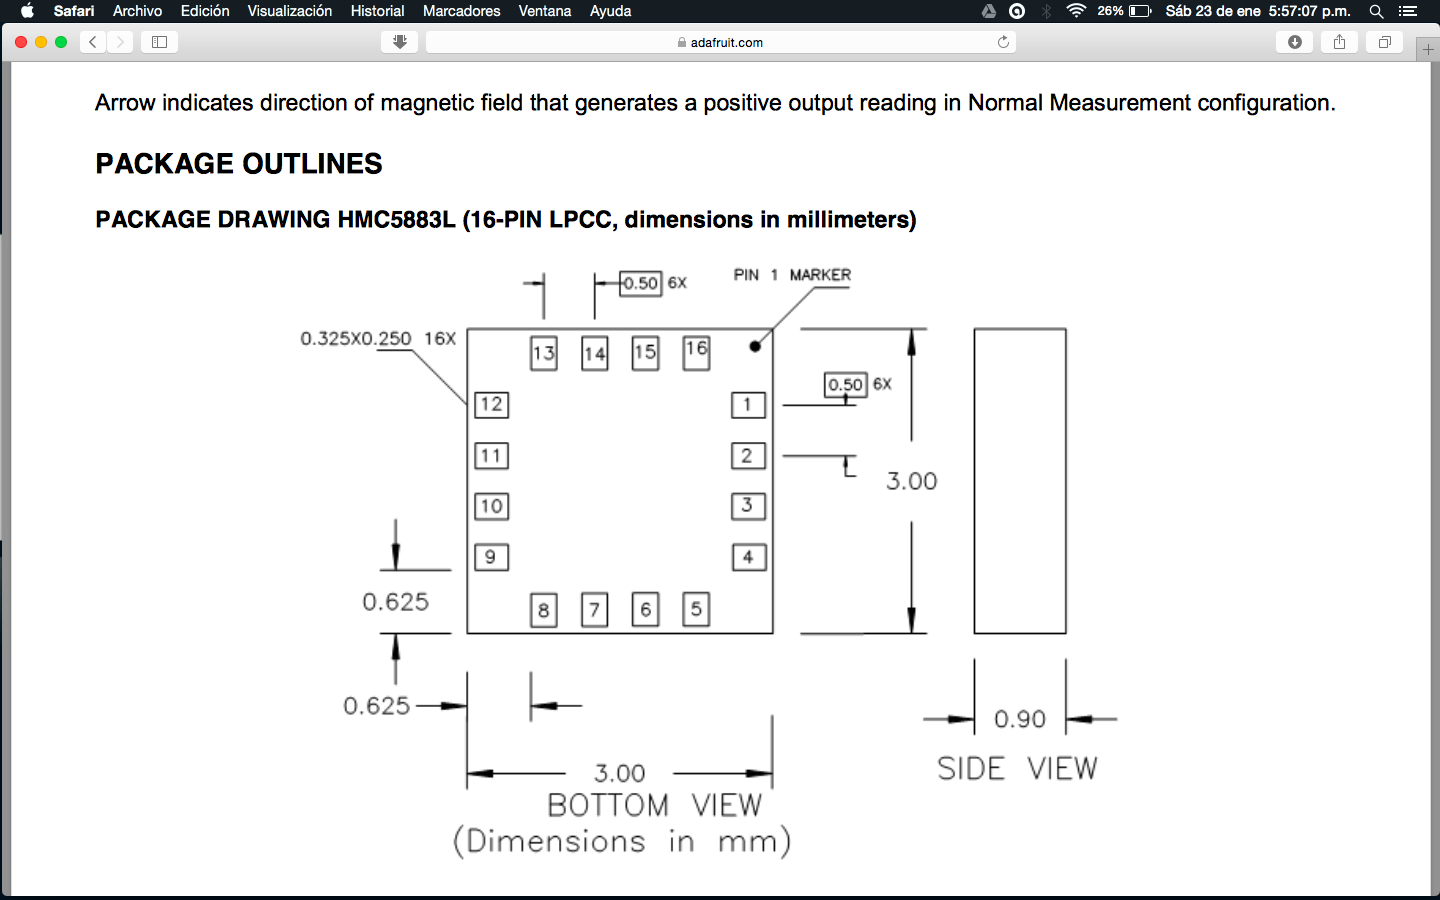 Safari Archivo Edición Visualización Historial Marcadores Ventana Ayuda 26% Sáb 23 de ene 5:57:07 p.m.
adafruit.com
Arrow indicates direction of magnetic field that generates a positive output reading in Normal Measurement configuration.
PACKAGE OUTLINES
PACKAGE DRAWING HMC5883L (16-PIN LPCC, dimensions in millimeters)
0.50 6X PIN 1 MARKER
0.325X0.250 16X
13 14 15 16
0.50 6X
12 1
11 2
3.00
10 3
9 4
0.625
8 7 6 5
0.625
0.90
3.00
SIDE VIEW
BOTTOM VIEW
(Dimensions in mm)